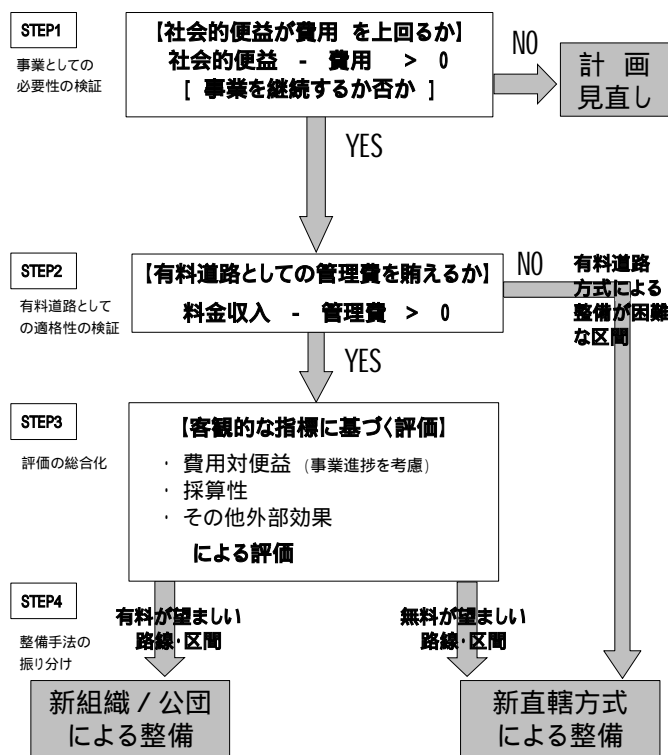 STEP1
事業としての
必要性の検証
【社会的便益が費用 を上回るか】
社会的便益 - 費用 > 0
[ 事業を継続するか否か ]
NO
計 画
見直し
YES
STEP2
有料道路として
の適格性の検証
【有料道路としての管理費を賄えるか】
料金収入 - 管理費 > 0
NO
有料道路
方式による
整備が困難
な区間
YES
STEP3
評価の総合化
【客観的な指標に基づく評価】
・ 費用対便益 (事業進捗を考慮)
・ 採算性
・ その他外部効果
による評価
STEP4
整備手法の
振り分け
有料が望ましい
路線・区間
無料が望ましい
路線・区間
新組織 / 公団
による整備
新直轄方式
による整備